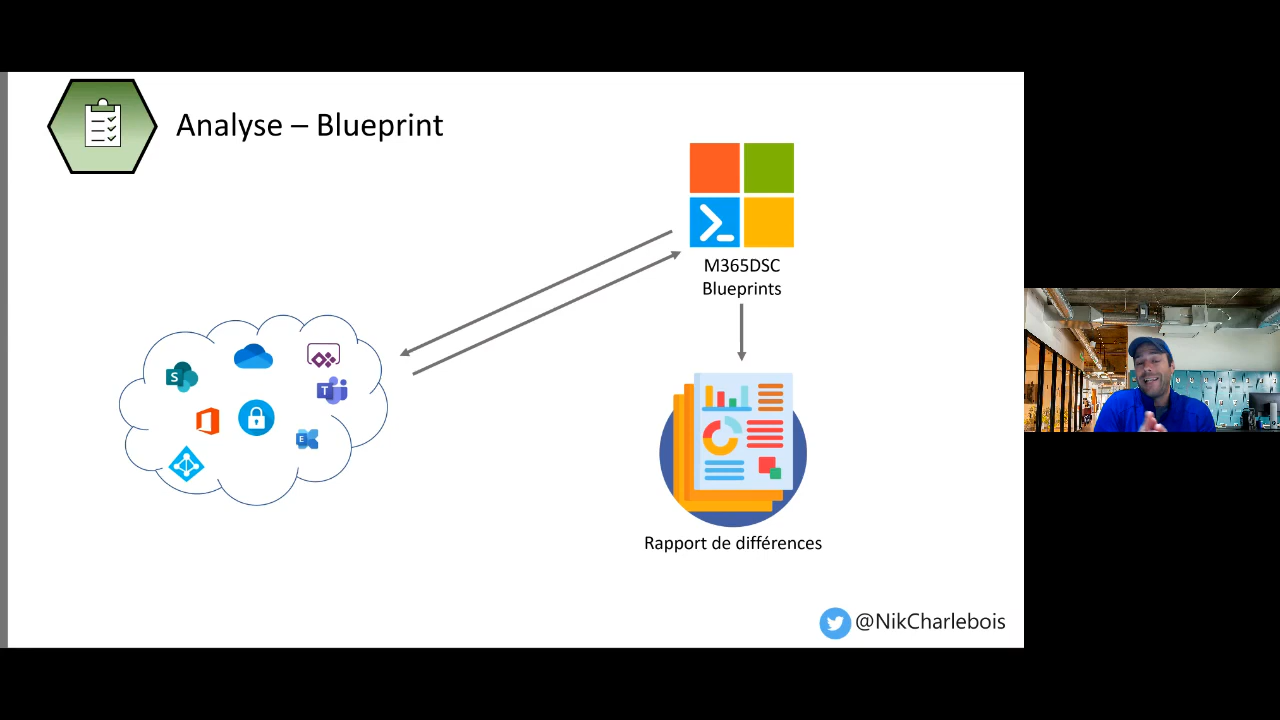 Analyse – Blueprint
M365DSC
Blueprints
S
T
E
Rapport de différences
@NikCharlebois